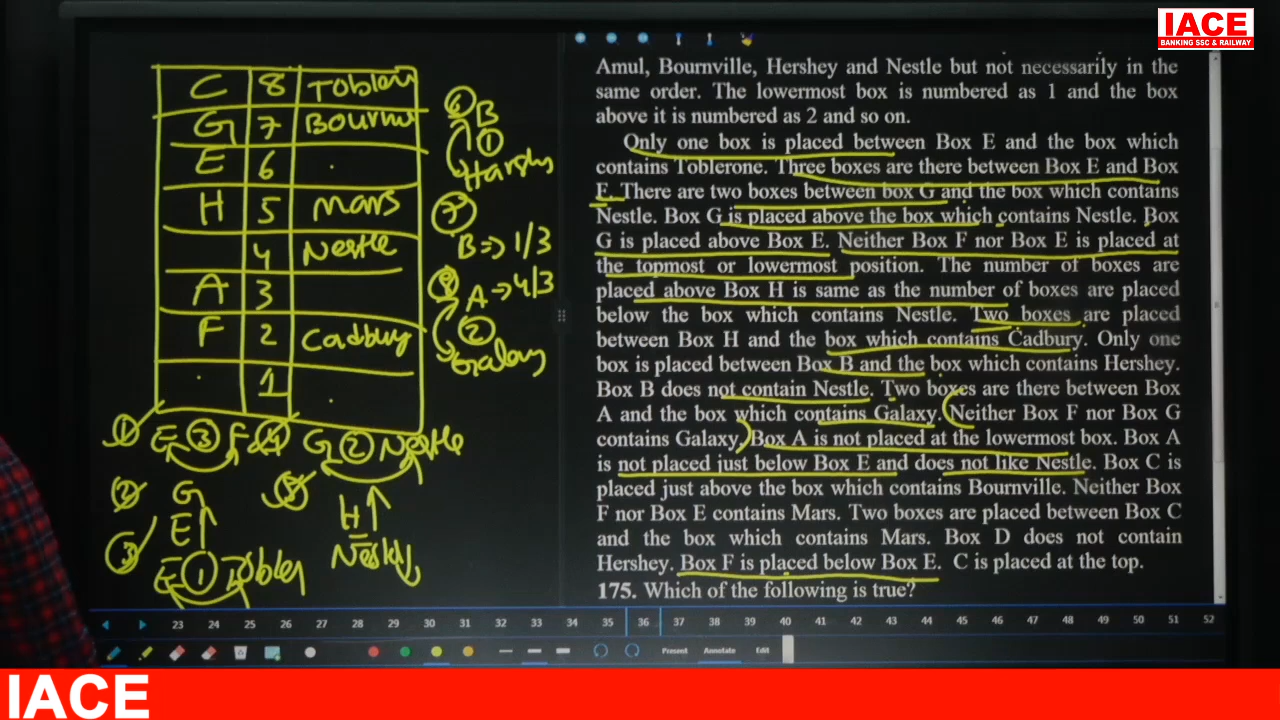 IACE
BANKING SSC & RAILWAY
Amul, Bournville, Hershey and Nestle but not necessarily in the
same order. The lowermost box is numbered as 1 and the box
above it is numbered as 2 and so on.
Only one box is placed between Box E and the box which
contains Toblerone. Three boxes are there between Box E and Box
F. There are two boxes between box G and the box which contains
Nestle. Box G is placed above the box which contains Nestle. Box
G is placed above Box E. Neither Box F nor Box E is placed at
the topmost or lowermost position. The number of boxes are
placed above Box H is same as the number of boxes are placed
below the box which contains Nestle. Two boxes are placed
between Box H and the box which contains Cadbury. Only one
box is placed between Box B and the box which contains Hershey.
Box B does not contain Nestle. Two boxes are there between Box
A and the box which contains Galaxy. Neither Box F nor Box G
contains Galaxy. Box A is not placed at the lowermost box. Box A
is not placed just below Box E and does not like Nestle. Box C is
placed just above the box which contains Bournville. Neither Box
F nor Box E contains Mars. Two boxes are placed between Box C
and the box which contains Mars. Box D does not contain
Hershey. Box F is placed below Box E. C is placed at the top.
175. Which of the following is true?
C 8
G 7
E 6
H 5 Mars
4 Nestle
A 3
F 2 Cadbury
1
6 B
1
7
B => 1/3
A -> 4/3
2
1 E 3 F 4 G 2 Nestle
2 G 5
E H
3
1
23 24 25 26 27 28 29 30 31 32 33 34 35 36 37 38 39 40 41 42 43 44 45 46 47 48 49 50 51 52
Present Annotate Edit
IACE